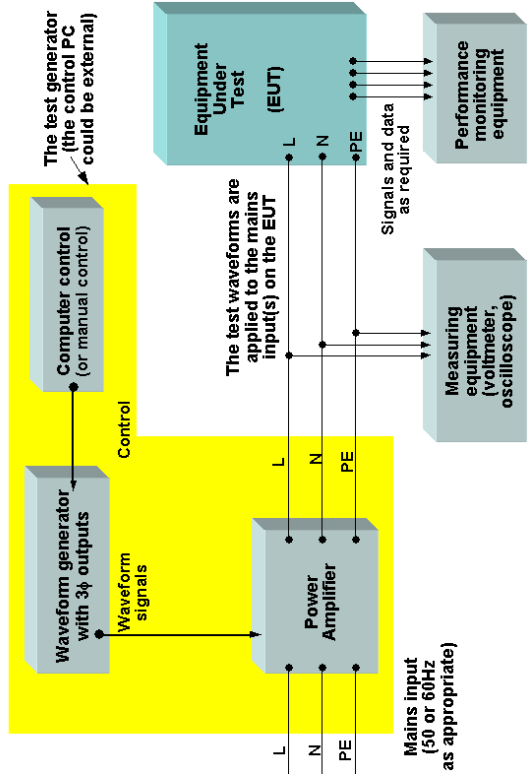 The test generator
(tthe control PC
could be external)
Computer control
(or manual control)
Control
Waveform generator
with 3ϕ outputs
Waveform
signals
Power
Amplifier
L
N
PE
Mains input
(50 or 60Hz
as appropriate)
L
N
PE
The test waveforms are
applied to the mains
input(s) on the EUT
L
N
PE
Equipment
Under
Test
(EUT)
Signals and data
as required
Measuring
equipment
(voltmeter,
oscilloscope)
Performance
monitoring
equipment